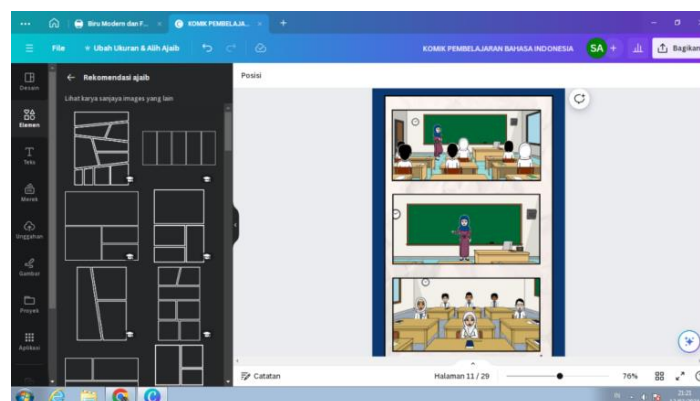 Biru Modern dan F...
KOMIK PEMBELAJA...
File
Ubah Ukuran & Alih Ajaib
KOMIK PEMBELAJARAN BAHASA INDONESIA
SA
Bagikan
Desain
Rekomendasi ajaib
Posisi
Lihat karya sanjaya images yang lain
Elemen
Teks
Merek
Unggahan
Gambar
Proyek
Aplikasi
Catatan
Halaman 11 / 29
76%
21:21